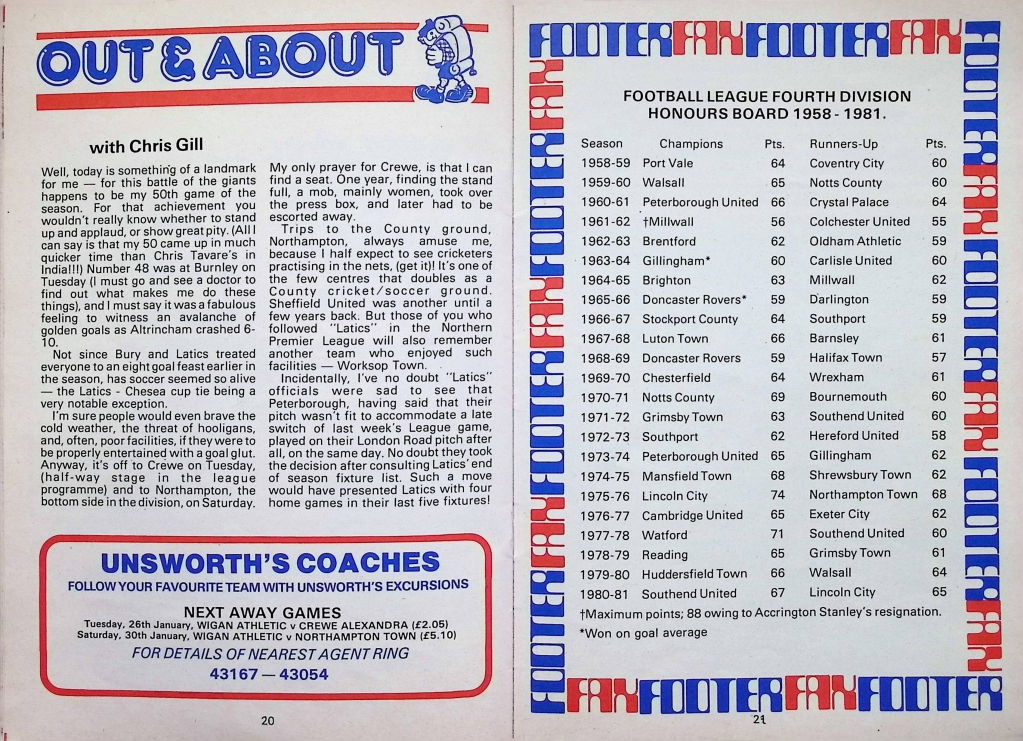 OUT & ABOUT
with Chris Gill
Well, today is something of a landmark
for me — for this battle of the giants
happens to be my 50th game of the
season. For that achievement you
wouldn't really know whether to stand
up and applaud, or show great pity. (All I
can say is that my 50 came up in much
quicker time than Chris Tavare's in
India!!!) Number 48 was at Burnley on
Tuesday (I must go and see a doctor to
find out what makes me do these
things), and I must say it was a fabulous
feeling to witness an avalanche of
golden goals as Altrincham crashed 6-
10.
Not since Bury and Latics treated
everyone to an eight goal feast earlier in
the season, has soccer seemed so alive
— the Latics - Chesea cup tie being a
very notable exception.
I'm sure people would even brave the
cold weather, the threat of hooligans,
and, often, poor facilities, if they were to
be properly entertained with a goal glut.
Anyway, it's off to Crewe on Tuesday,
(half-way stage in the league
programme) and to Northampton, the
bottom side in the division, on Saturday.
My only prayer for Crewe, is that I can
find a seat. One year, finding the stand
full, a mob, mainly women, took over
the press box, and later had to be
escorted away.
Trips to the County ground,
Northampton, always amuse me,
because I half expect to see cricketers
practising in the nets, (get it)! It's one of
the few centres that doubles as a
County cricket/soccer ground.
Sheffield United was another until a
few years back. But those of you who
followed "Latics" in the Northern
Premier League will also remember
another team who enjoyed such
facilities — Worksop Town.
Incidentally, I've no doubt "Latics"
officials were sad to see that
Peterborough, having said that their
pitch wasn't fit to accommodate a late
switch of last week's League game,
played on their London Road pitch after
all, on the same day. No doubt they took
the decision after consulting Latics' end
of season fixture list. Such a move
would have presented Latics with four
home games in their last five fixtures!
UNSWORTH'S COACHES
FOLLOW YOUR FAVOURITE TEAM WITH UNSWORTH'S EXCURSIONS
NEXT AWAY GAMES
Tuesday, 26th January, WIGAN ATHLETIC v CREWE ALEXANDRA (£2.05)
Saturday, 30th January, WIGAN ATHLETIC v NORTHAMPTON TOWN (£5.10)
FOR DETAILS OF NEAREST AGENT RING
43167 — 43054
20
FOOTER FAX FOOTER FAX
FOOTER FAX FOOTER FAX FOOTER
FOOTER FAX FOOTER FAX FOOTER FAX
FOOTBALL LEAGUE FOURTH DIVISION
HONOURS BOARD 1958 - 1981.
Season Champions Pts. Runners-Up Pts.
1958-59 Port Vale 64 Coventry City 60
1959-60 Walsall 65 Notts County 60
1960-61 Peterborough United 66 Crystal Palace 64
1961-62 †Millwall 56 Colchester United 55
1962-63 Brentford 62 Oldham Athletic 59
1963-64 Gillingham* 60 Carlisle United 60
1964-65 Brighton 63 Millwall 62
1965-66 Doncaster Rovers* 59 Darlington 59
1966-67 Stockport County 64 Southport 59
1967-68 Luton Town 66 Barnsley 61
1968-69 Doncaster Rovers 59 Halifax Town 57
1969-70 Chesterfield 64 Wrexham 61
1970-71 Notts County 69 Bournemouth 60
1971-72 Grimsby Town 63 Southend United 60
1972-73 Southport 62 Hereford United 58
1973-74 Peterborough United 65 Gillingham 62
1974-75 Mansfield Town 68 Shrewsbury Town 62
1975-76 Lincoln City 74 Northampton Town 68
1976-77 Cambridge United 65 Exeter City 62
1977-78 Watford 71 Southend United 60
1978-79 Reading 65 Grimsby Town 61
1979-80 Huddersfield Town 66 Walsall 64
1980-81 Southend United 67 Lincoln City 65
†Maximum points; 88 owing to Accrington Stanley's resignation.
*Won on goal average
FAX FOOTER FAX FOOTER
21